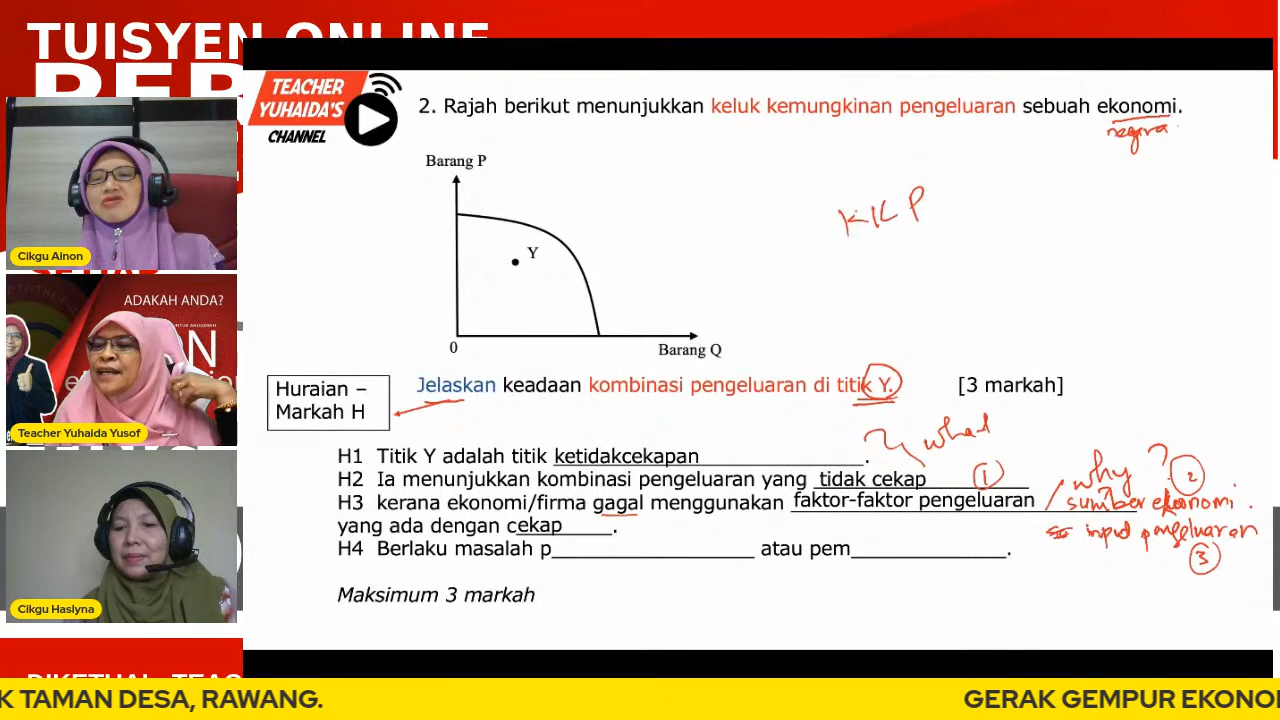 TUISYEN ONLINE
TEACHER
YUHAIDA'S
CHANNEL
2. Rajah berikut menunjukkan keluk kemungkinan pengeluaran sebuah ekonomi.
negara
Barang P
KKP
Y
0
Barang Q
Cikgu Ainon
ADAKAH ANDA?
Teacher Yuhaida Yusof
Cikgu Haslyna
Huraian –
Markah H
Jelaskan keadaan kombinasi pengeluaran di titik Y. [3 markah]
what
H1 Titik Y adalah titik ketidakcekapan.
H2 Ia menunjukkan kombinasi pengeluaran yang tidak cekap 1
why? 2
H3 kerana ekonomi/firma gagal menggunakan faktor-faktor pengeluaran / sumber ekonomi.
yang ada dengan cekap.
input pengeluaran
3
H4 Berlaku masalah p____________ atau pem____________.
Maksimum 3 markah
K TAMAN DESA, RAWANG.
GERAK GEMPUR EKONO